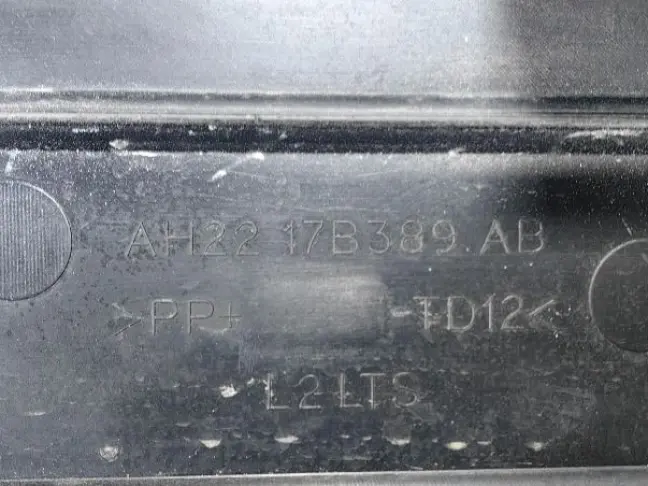 AH22 17B389 AB
>PP+ -TD12<
L2LTS